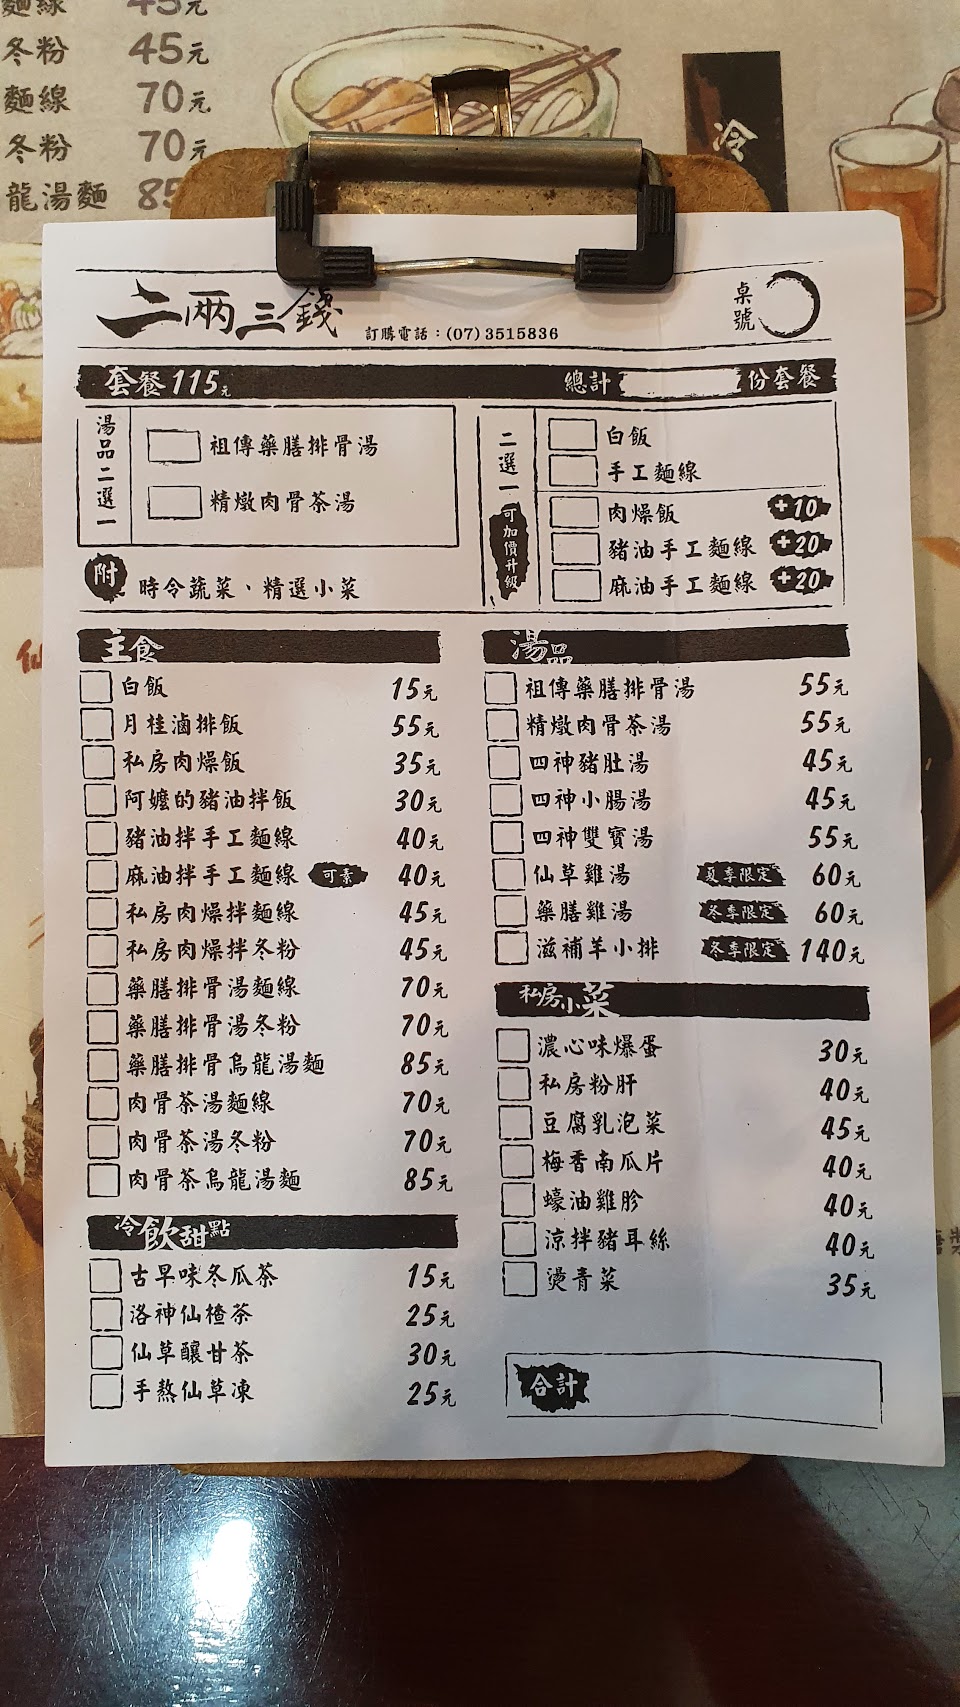 麵線 45元
冬粉 45元
麵線 70元
冬粉 70元
龍湯麵 85
二兩三錢
訂購電話：(07)3515836
桌號
套餐115元
總計 份套餐
湯品二選一
祖傳藥膳排骨湯
精燉肉骨茶湯
附 時令蔬菜、精選小菜
二選一
可加價升級
白飯
手工麵線
肉燥飯 +10
豬油手工麵線 +20
麻油手工麵線 +20
主食
白飯 15元
月桂滷排飯 55元
私房肉燥飯 35元
阿嬤的豬油拌飯 30元
豬油拌手工麵線 40元
麻油拌手工麵線 可素 40元
私房肉燥拌麵線 45元
私房肉燥拌冬粉 45元
藥膳排骨湯麵線 70元
藥膳排骨湯冬粉 70元
藥膳排骨烏龍湯麵 85元
肉骨茶湯麵線 70元
肉骨茶湯冬粉 70元
肉骨茶烏龍湯麵 85元
冷飲甜點
古早味冬瓜茶 15元
洛神仙楂茶 25元
仙草釀甘茶 30元
手熬仙草凍 25元
湯品
祖傳藥膳排骨湯 55元
精燉肉骨茶湯 55元
四神豬肚湯 45元
四神小腸湯 45元
四神雙寶湯 55元
仙草雞湯 夏季限定 60元
藥膳雞湯 冬季限定 60元
滋補羊小排 冬季限定 140元
私房小菜
濃心味爆蛋 30元
私房粉肝 40元
豆腐乳泡菜 45元
梅香南瓜片 40元
蠔油雞胗 40元
涼拌豬耳絲 40元
燙青菜 35元
合計